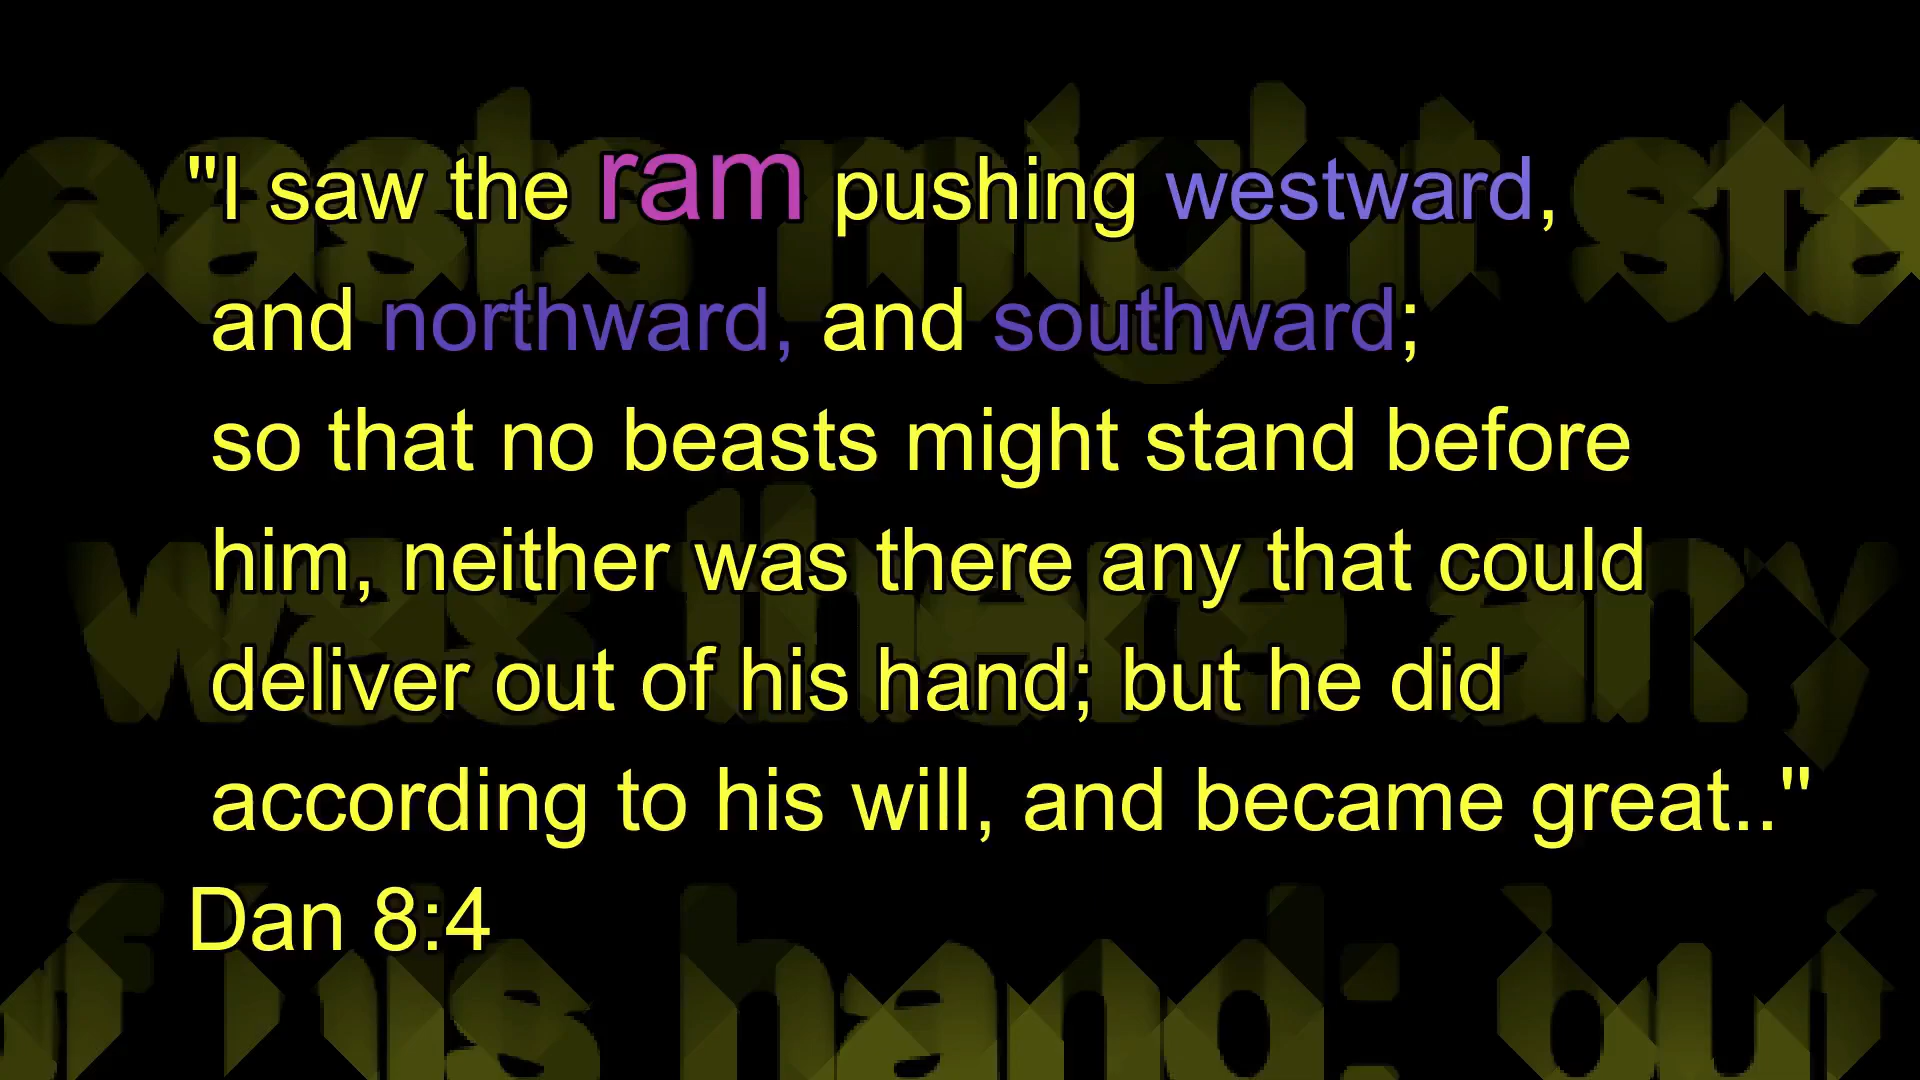 "I saw the ram pushing westward,
and northward, and southward;
so that no beasts might stand before
him, neither was there any that could
deliver out of his hand; but he did
according to his will, and became great.."
Dan 8:4